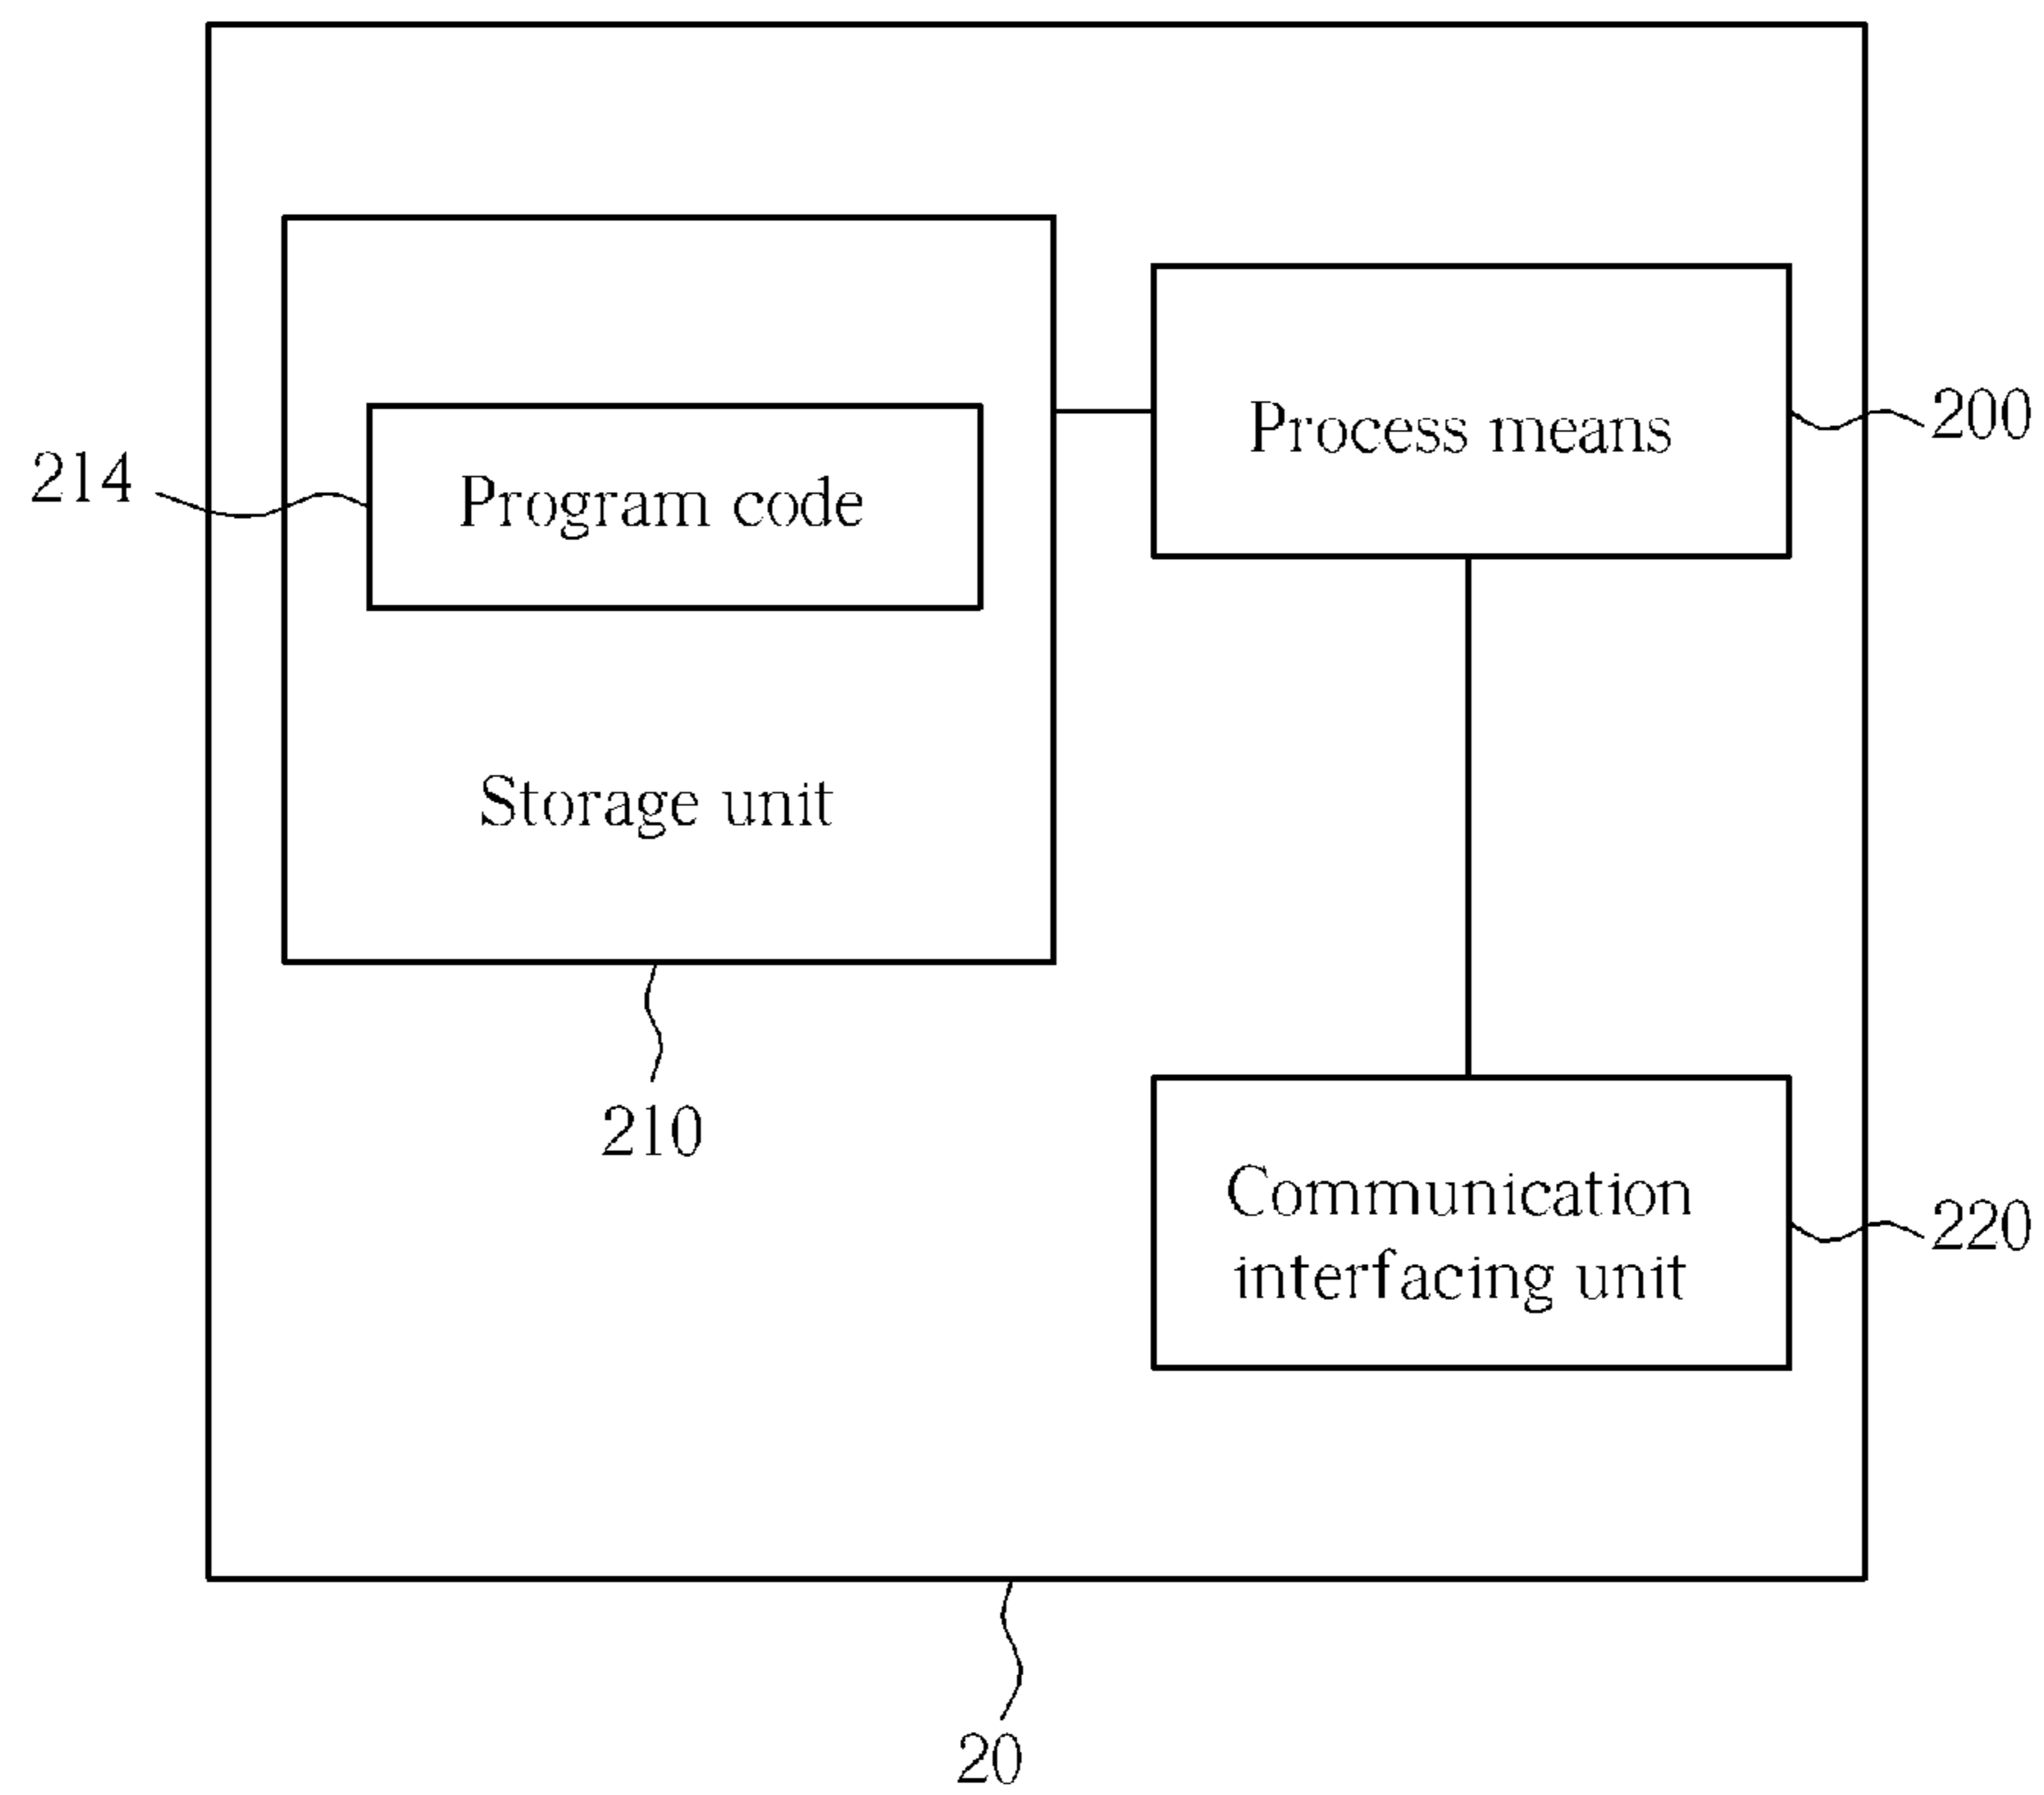 Process means
200
214
Program code
Storage unit
210
Communication
interfacing unit
220
20